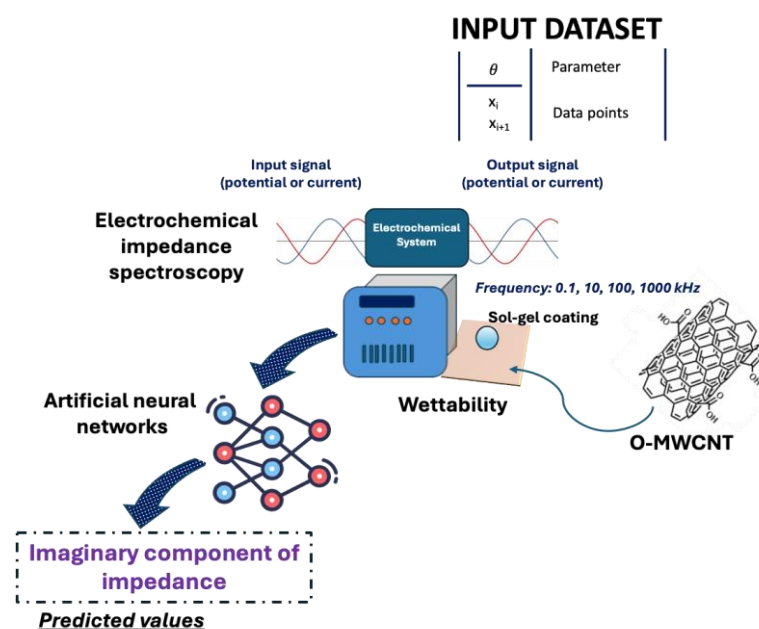 INPUT DATASET
θ Parameter
xi
Data points
xi+1
Input signal
(potential or current)
Output signal
(potential or current)
Electrochemical
impedance
spectroscopy
Electrochemical
System
Frequency: 0.1, 10, 100, 1000 kHz
Sol-gel coating
Wettability
HO
O
O
OH
O
OH
O-MWCNT
Artificial neural
networks
Imaginary component of
impedance
Predicted values